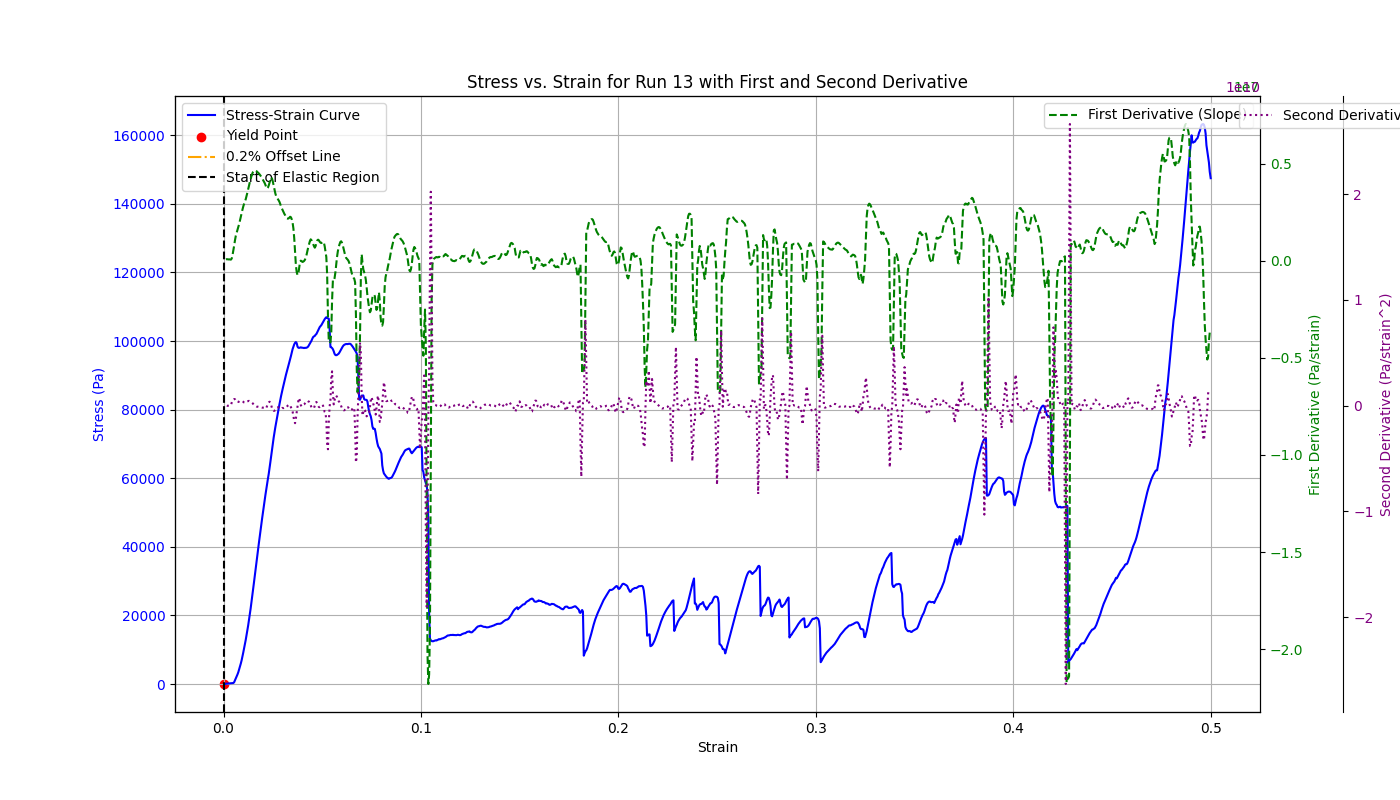 Stress vs. Strain for Run 13 with First and Second Derivative
Stress-Strain Curve
Yield Point
0.2% Offset Line
Start of Elastic Region
First Derivative (Slope)
Second Derivative
160000
140000
120000
100000
80000
60000
40000
20000
0
Stress (Pa)
0.0
0.1
0.2
0.3
0.4
0.5
Strain
0.5
0.0
−0.5
−1.0
−1.5
−2.0
First Derivative (Pa/strain)
2
1
0
−1
−2
Second Derivative (Pa/strain^2)